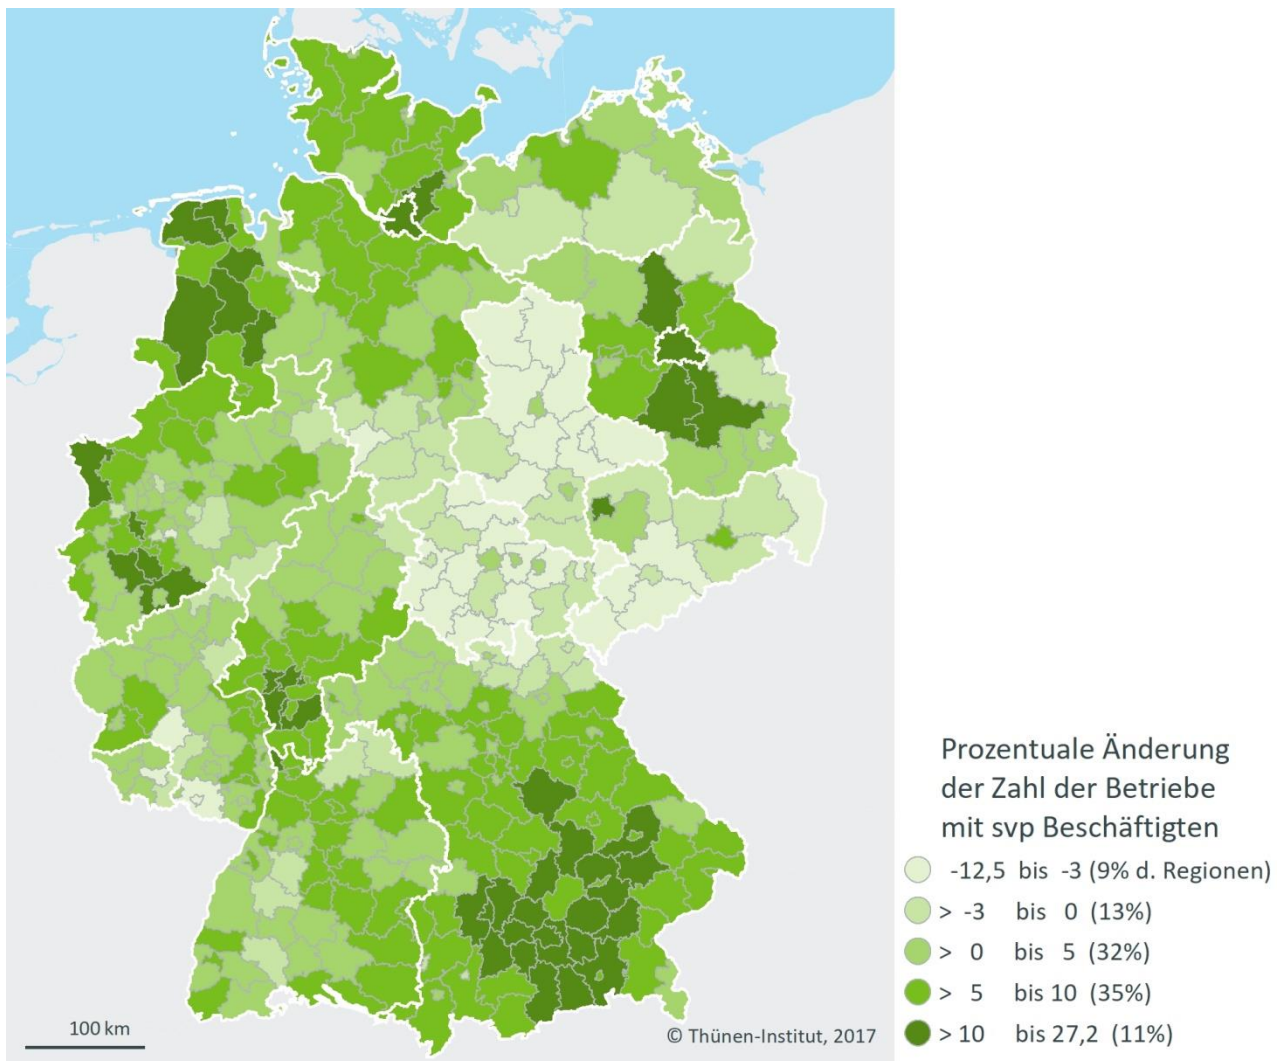 Prozentuale Änderung
der Zahl der Betriebe
mit svp Beschäftigten
-12,5 bis -3 (9% d. Regionen)
> -3 bis 0 (13%)
> 0 bis 5 (32%)
> 5 bis 10 (35%)
> 10 bis 27,2 (11%)
100 km
© Thünen-Institut, 2017